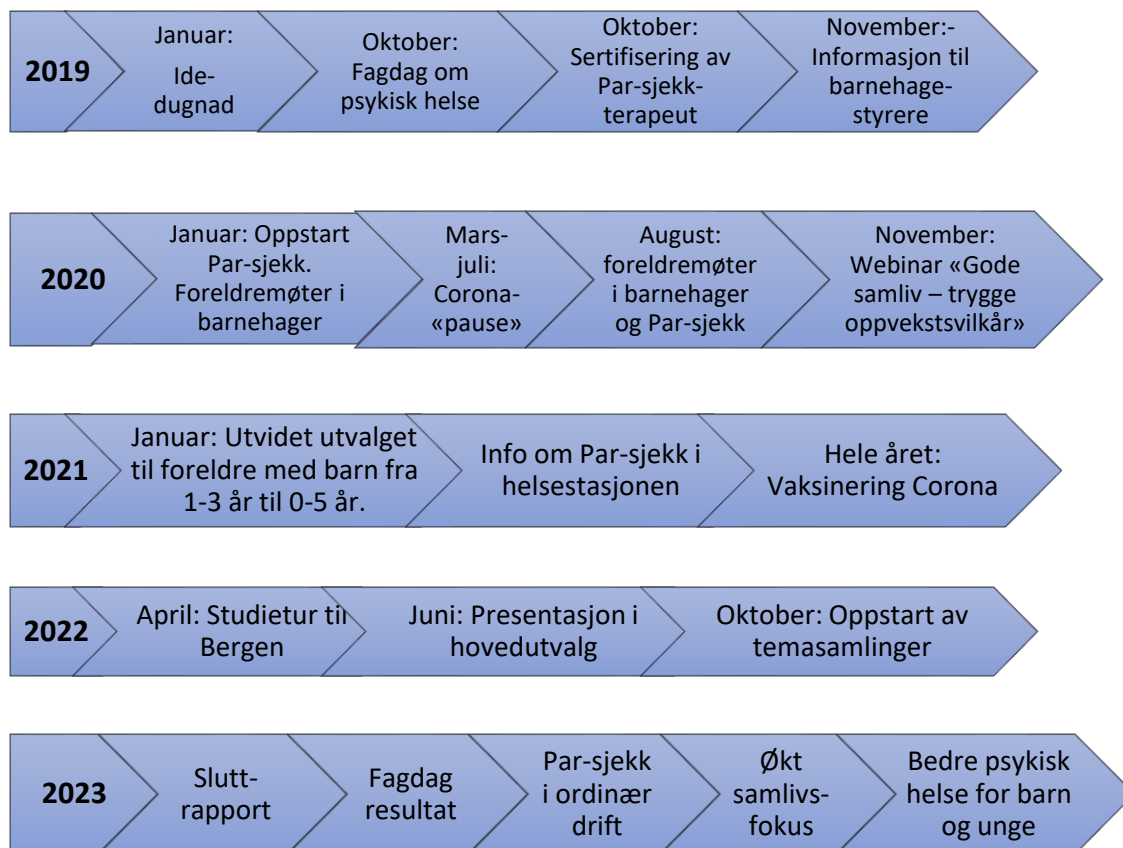 2019
Januar:
Ide-
dugnad
Oktober:
Fagdag om
psykisk helse
Oktober:
Sertifisering av
Par-sjekk-
terapeut
November:-
Informasjon til
barnehage-
styrere
2020
Januar: Oppstart
Par-sjekk.
Foreldremøter i
barnehager
Mars-
juli:
Corona-
«pause»
August:
foreldremøter
i barnehager
og Par-sjekk
November:
Webinar «Gode
samliv – trygge
oppvekstsvilkår»
2021
Januar: Utvidet utvalget
til foreldre med barn fra
1-3 år til 0-5 år.
Info om Par-sjekk i
helsestasjonen
Hele året:
Vaksinering Corona
2022
April: Studietur til
Bergen
Juni: Presentasjon i
hovedutvalg
Oktober: Oppstart av
temasamlinger
2023
Slutt-
rapport
Fagdag
resultat
Par-sjekk
i ordinær
drift
Økt
samlivs-
fokus
Bedre psykisk
helse for barn
og unge